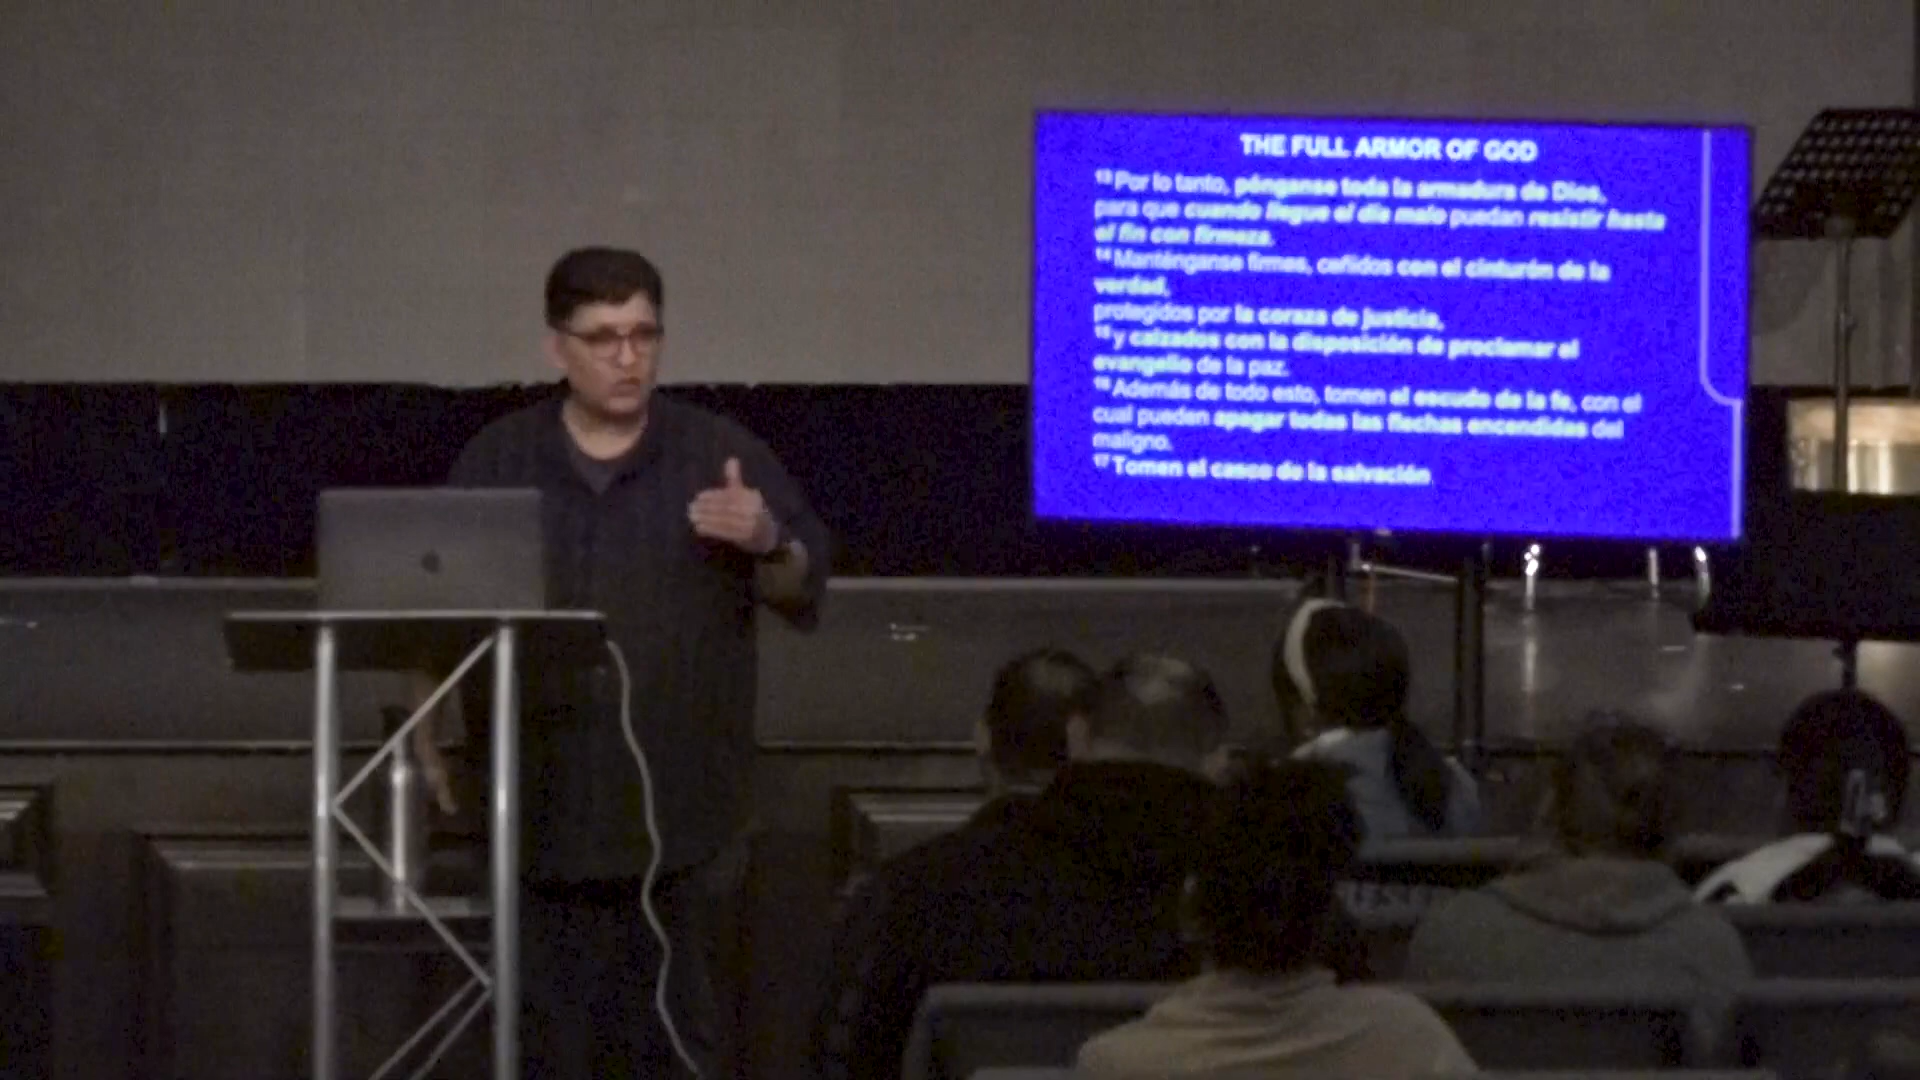 THE FULL ARMOR OF GOD
13 Por lo tanto, pónganse toda la armadura de Dios,
para que cuando llegue el día malo puedan resistir hasta
el fin con firmeza.
14 Manténganse firmes, ceñidos con el cinturón de la
verdad,
protegidos por la coraza de justicia,
15 y calzados con la disposición de proclamar el
evangelio de la paz.
16 Además de todo esto, tomen el escudo de la fe, con el
cual pueden apagar todas las flechas encendidas del
maligno.
17 Tomen el casco de la salvación